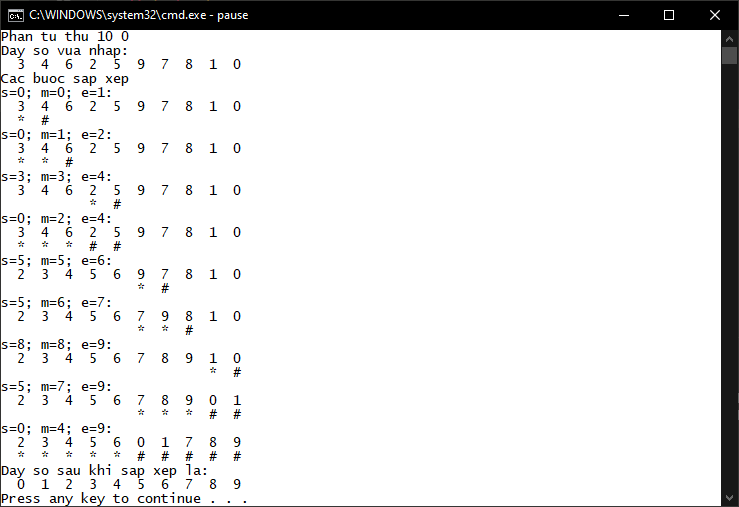 C:\WINDOWS\system32\cmd.exe - pause
Phan tu thu 10 0
Day so vua nhap:
  3  4  6  2  5  9  7  8  1  0
Cac buoc sap xep
s=0; m=0; e=1:
  3  4  6  2  5  9  7  8  1  0
  *  #
s=0; m=1; e=2:
  3  4  6  2  5  9  7  8  1  0
  *  *  #
s=3; m=3; e=4:
  3  4  6  2  5  9  7  8  1  0
           *  #
s=0; m=2; e=4:
  3  4  6  2  5  9  7  8  1  0
  *  *  *  #  #
s=5; m=5; e=6:
  2  3  4  5  6  9  7  8  1  0
                 *  #
s=5; m=6; e=7:
  2  3  4  5  6  7  9  8  1  0
                 *  *  #
s=8; m=8; e=9:
  2  3  4  5  6  7  8  9  1  0
                          *  #
s=5; m=7; e=9:
  2  3  4  5  6  7  8  9  0  1
                 *  *  *  #  #
s=0; m=4; e=9:
  2  3  4  5  6  0  1  7  8  9
  *  *  *  *  *  #  #  #  #  #
Day so sau khi sap xep la:
  0  1  2  3  4  5  6  7  8  9
Press any key to continue . . .